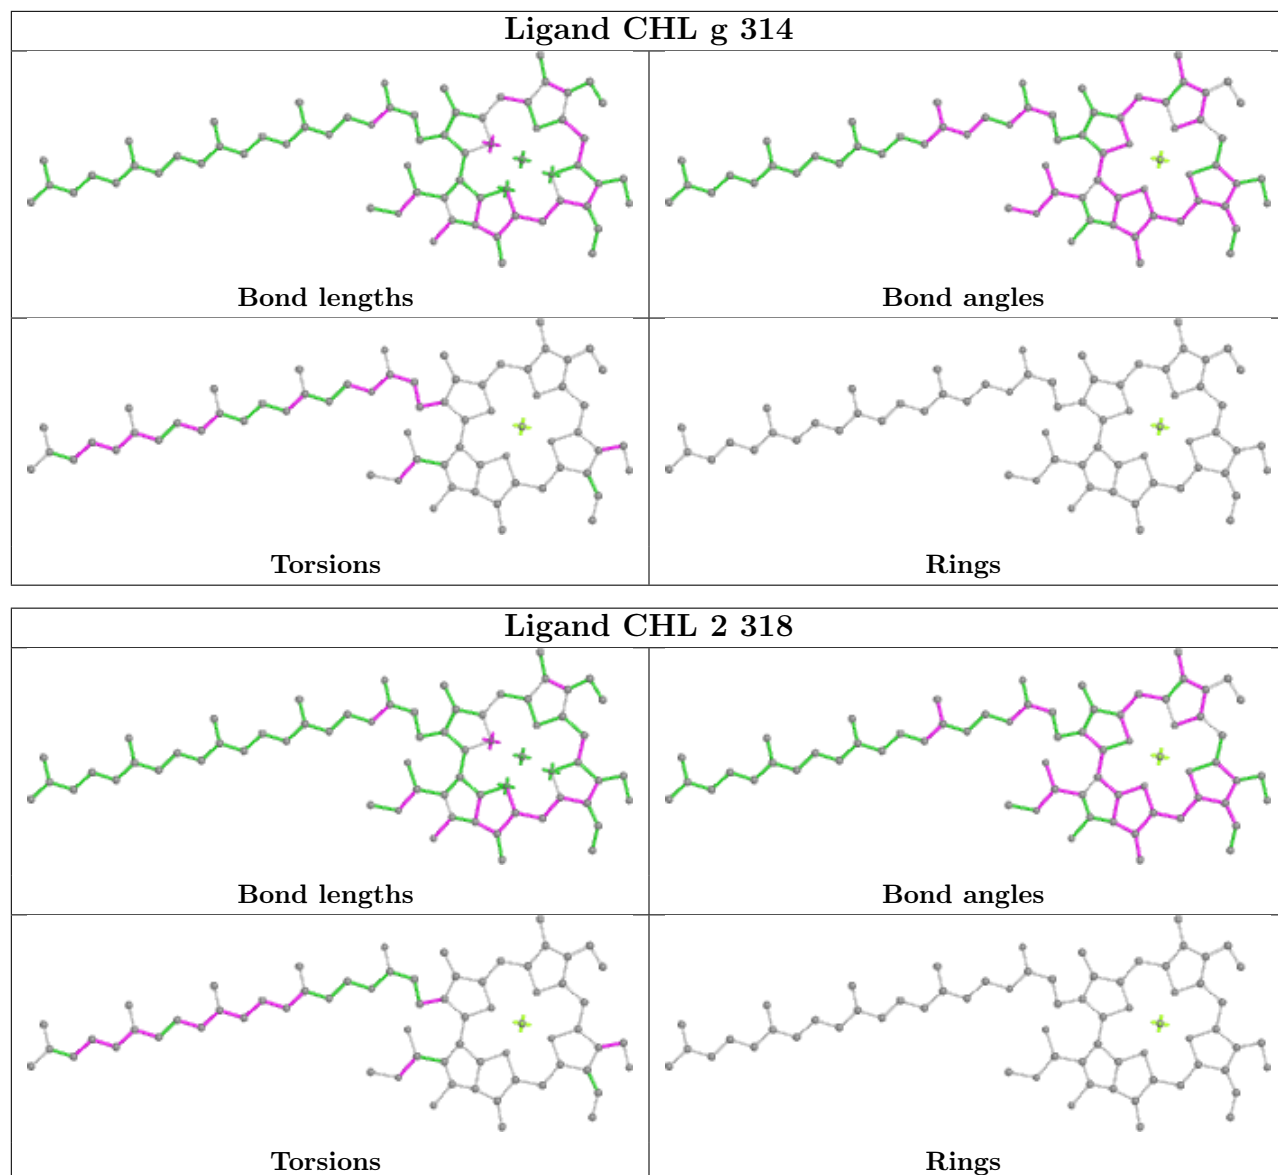 Ligand CHL g 314
Bond lengths
Bond angles
Torsions
Rings
Ligand CHL 2 318
Bond lengths
Bond angles
Torsions
Rings